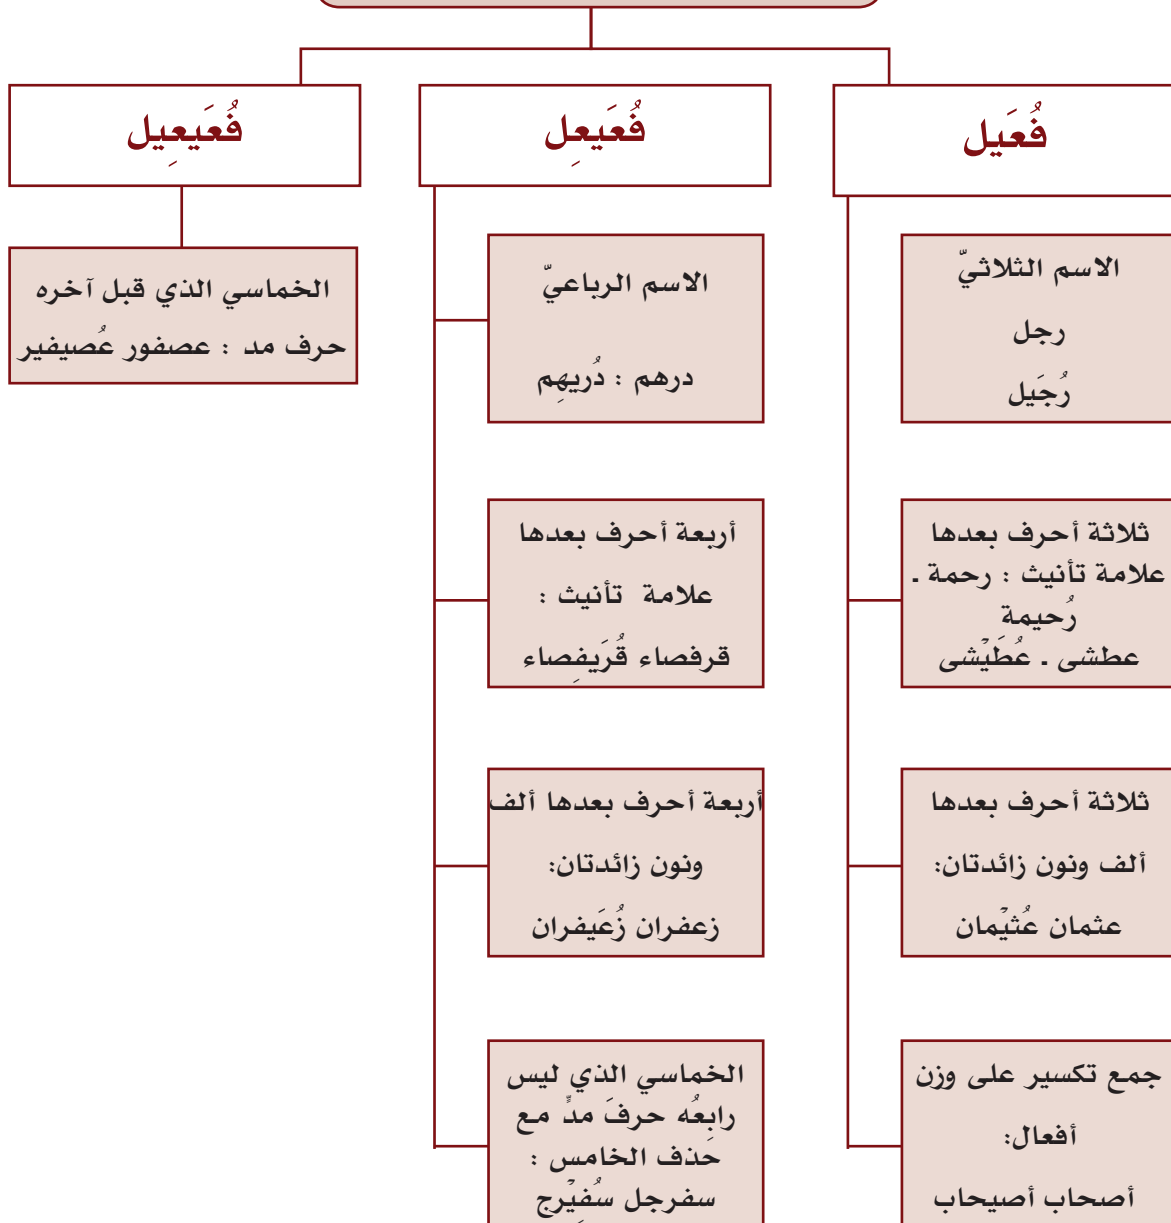 فُعَيل
الاسم الثلاثيّ
رجل
رُجَيل
ثلاثة أحرف بعدها
علامة تأنيث : رحمة ـ
رُحيمة
عطشى ـ عُطَيْشى
ثلاثة أحرف بعدها
ألف ونون زائدتان:
عثمان عُثيْمان
جمع تكسير على وزن
أفعال:
أصحاب أصيحاب
فُعَيعِل
الاسم الرباعيّ
درهم : دُريهِم
أربعة أحرف بعدها
علامة تأنيث :
قرفصاء قُرَيفِصاء
أربعة أحرف بعدها ألف
ونون زائدتان:
زعفران زُعَيفران
الخماسي الذي ليس
رابعُه حرفَ مدٍّ مع
حَذف الخامس :
سفرجل سُفيْرِج
فُعَيعِيل
الخماسي الذي قبل آخره
حرف مد : عصفور عُصيفير